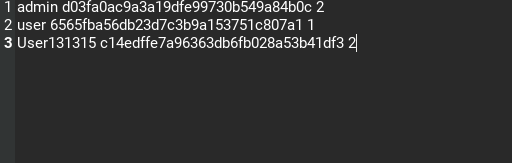 1 admin d03fa0ac9a3a19dfe99730b549a84b0c 2
2 user 6565fba56db23d7c3b9a153751c807a1 1
3 User131315 c14edffe7a96363db6fb028a53b41df3 2